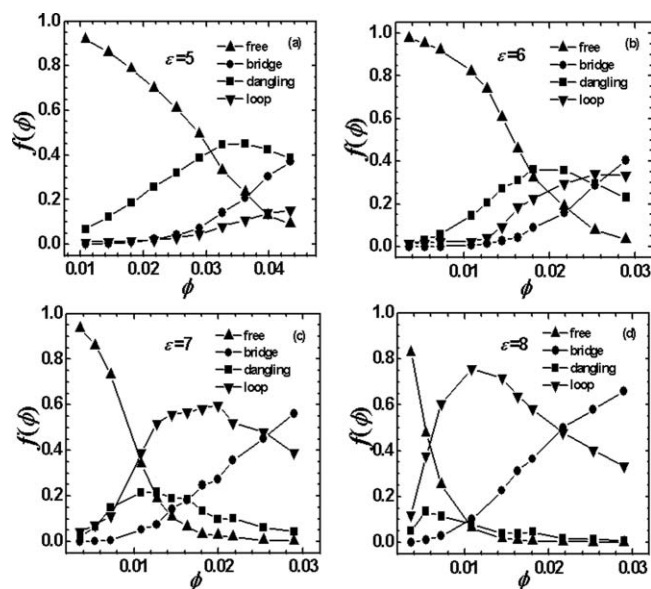 (a)
ε=5
free
bridge
dangling
loop
f(ϕ)
1.0
0.8
0.6
0.4
0.2
0.0
0.01 0.02 0.03 0.04
ϕ
(b)
ε=6
free
bridge
dangling
loop
f(ϕ)
1.0
0.8
0.6
0.4
0.2
0.0
0.01 0.02 0.03
ϕ
(c)
ε=7
free
bridge
dangling
loop
f(ϕ)
1.0
0.8
0.6
0.4
0.2
0.0
0.01 0.02 0.03
ϕ
(d)
ε=8
free
bridge
dangling
loop
f(ϕ)
1.0
0.8
0.6
0.4
0.2
0.0
0.01 0.02 0.03
ϕ